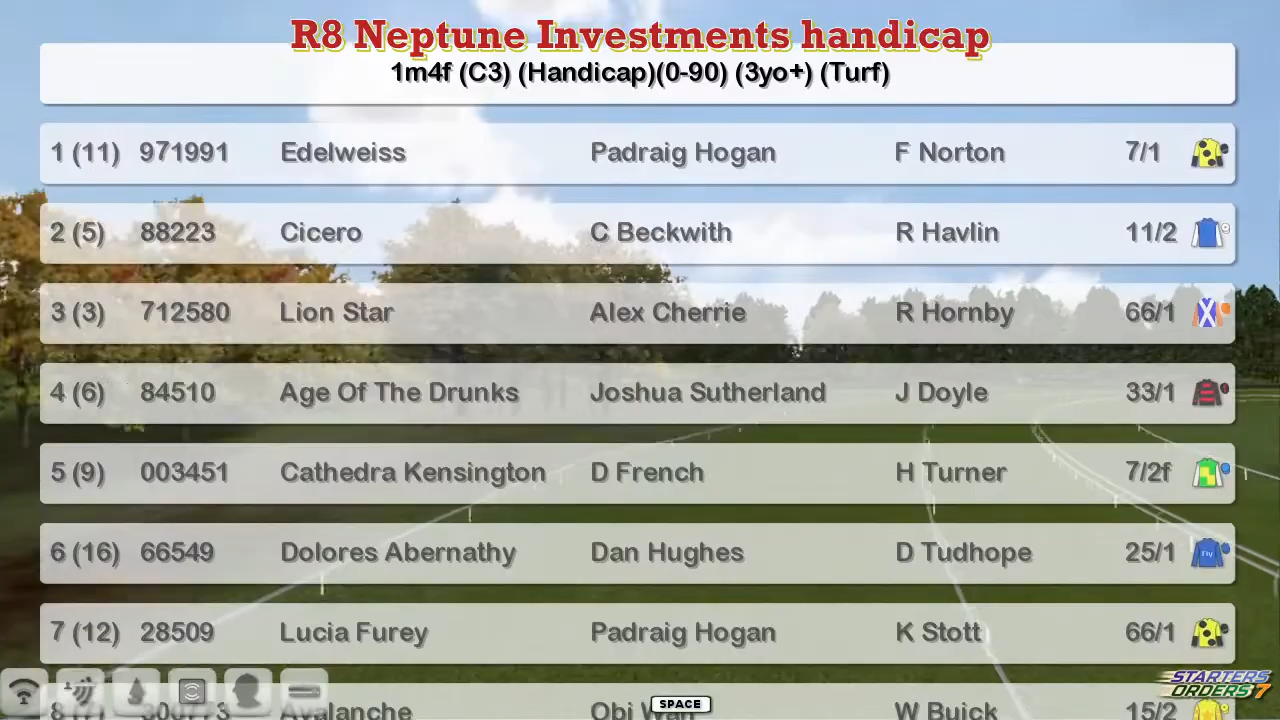 R8 Neptune Investments handicap
1m4f (C3) (Handicap)(0-90) (3yo+) (Turf)
1 (11) 971991 Edelweiss Padraig Hogan F Norton 7/1
2 (5) 88223 Cicero C Beckwith R Havlin 11/2
3 (3) 712580 Lion Star Alex Cherrie R Hornby 66/1
4 (6) 84510 Age Of The Drunks Joshua Sutherland J Doyle 33/1
5 (9) 003451 Cathedra Kensington D French H Turner 7/2f
6 (16) 66549 Dolores Abernathy Dan Hughes D Tudhope 25/1
Fly
7 (12) 28509 Lucia Furey Padraig Hogan K Stott 66/1
STARTERS
ORDERS 7
8 Avalanche Obi Wan W Buick 15/2
SPACE